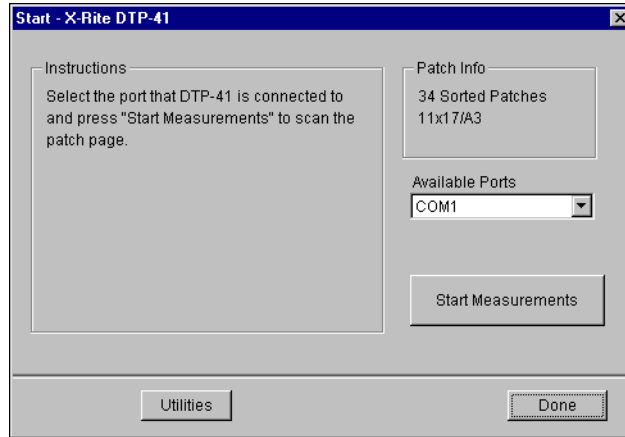 Start - X-Rite DTP-41
Instructions
Select the port that DTP-41 is connected to
and press "Start Measurements" to scan the
patch page.
Patch Info
34 Sorted Patches
11x17/A3
Available Ports
COM1
Start Measurements
Utilities
Done